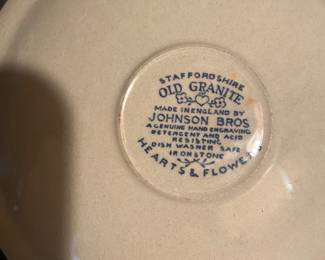 STAFFORDSHIRE
OLD GRANITE
MADE IN ENGLAND BY
JOHNSON BROS
A GENUINE HAND ENGRAVING
DETERGENT AND ACID
RESISTING
DISH WASHER SAFE
IRONSTONE
HEARTS & FLOWERS